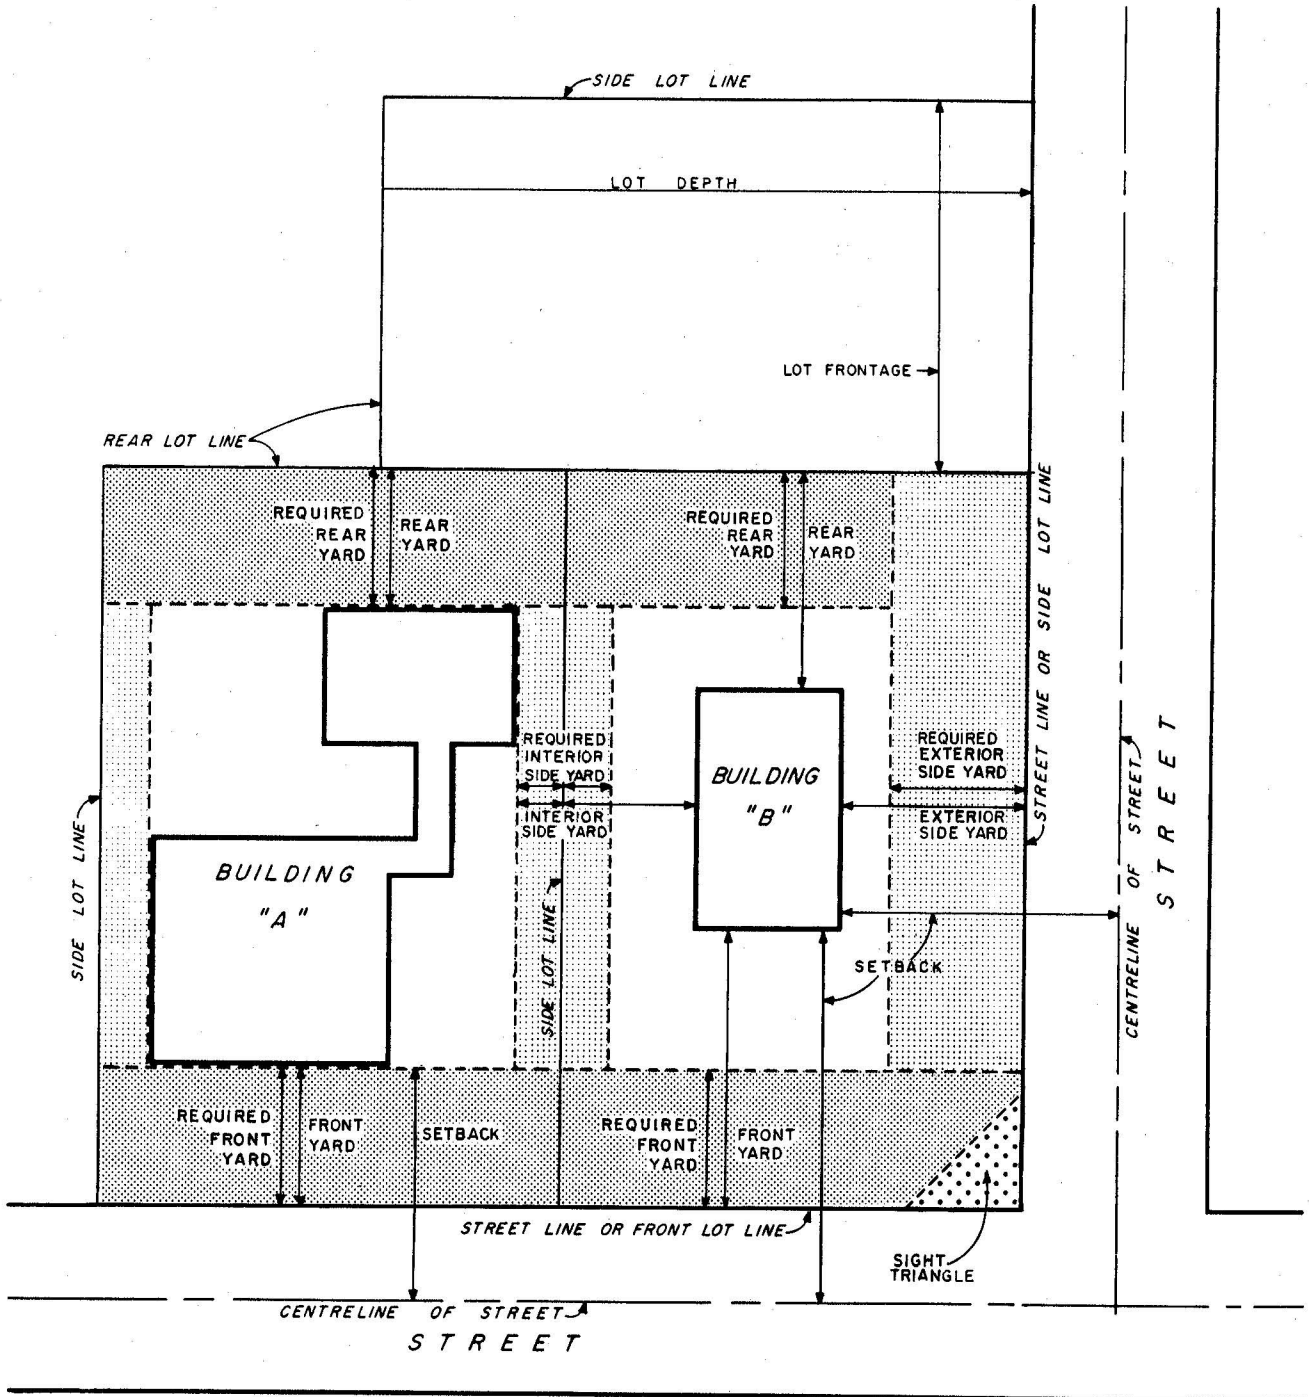 SIDE LOT LINE
LOT DEPTH
LOT FRONTAGE
REAR LOT LINE
REQUIRED
REAR
YARD
REAR
YARD
REQUIRED
REAR
YARD
REAR
YARD
STREET LINE OR SIDE LOT LINE
REQUIRED
INTERIOR
SIDE YARD
INTERIOR
SIDE YARD
BUILDING
"B"
REQUIRED
EXTERIOR
SIDE YARD
EXTERIOR
SIDE YARD
CENTRELINE OF STREET
STREET
SIDE LOT LINE
BUILDING
"A"
SIDE LOT LINE
SETBACK
REQUIRED
FRONT
YARD
FRONT
YARD
SETBACK
REQUIRED
FRONT
YARD
FRONT
YARD
STREET LINE OR FRONT LOT LINE
SIGHT
TRIANGLE
CENTRELINE OF STREET
STREET